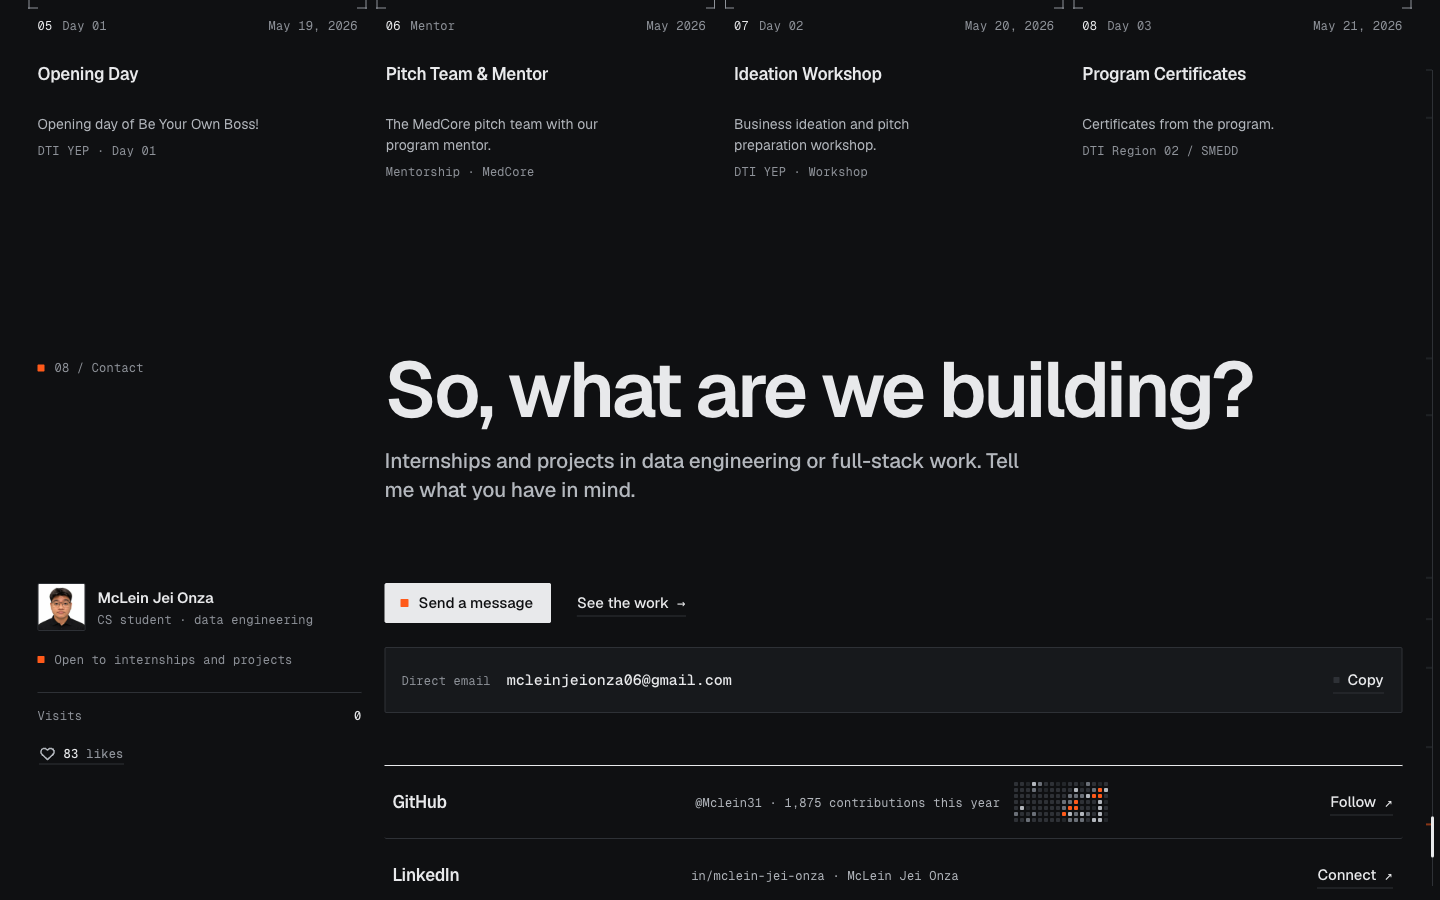 05 Day 01 May 19, 2026
06 Mentor May 2026
07 Day 02 May 20, 2026
08 Day 03 May 21, 2026
Opening Day
Pitch Team & Mentor
Ideation Workshop
Program Certificates
Opening day of Be Your Own Boss!
DTI YEP · Day 01
The MedCore pitch team with our
program mentor.
Mentorship · MedCore
Business ideation and pitch
preparation workshop.
DTI YEP · Workshop
Certificates from the program.
DTI Region 02 / SMEDD
08 / Contact
So, what are we building?
Internships and projects in data engineering or full-stack work. Tell
me what you have in mind.
McLein Jei Onza
CS student · data engineering
Open to internships and projects
Visits 0
83 likes
Send a message
See the work →
Direct email mcleinjeionza06@gmail.com Copy
GitHub @Mclein31 · 1,875 contributions this year Follow ↗
LinkedIn in/mclein-jei-onza · McLein Jei Onza Connect ↗